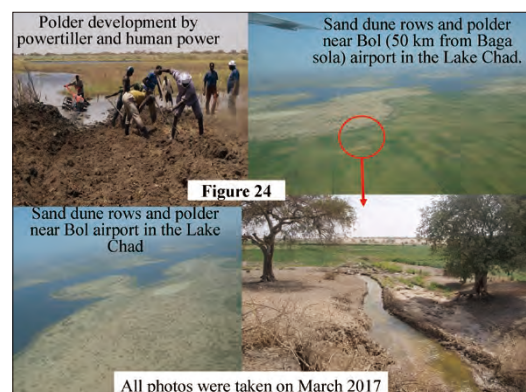 Polder development by
powertiller and human power
Sand dune rows and polder
near Bol (50 km from Baga
sola) airport in the Lake Chad.
Figure 24
Sand dune rows and polder
near Bol airport in the Lake
Chad
All photos were taken on March 2017